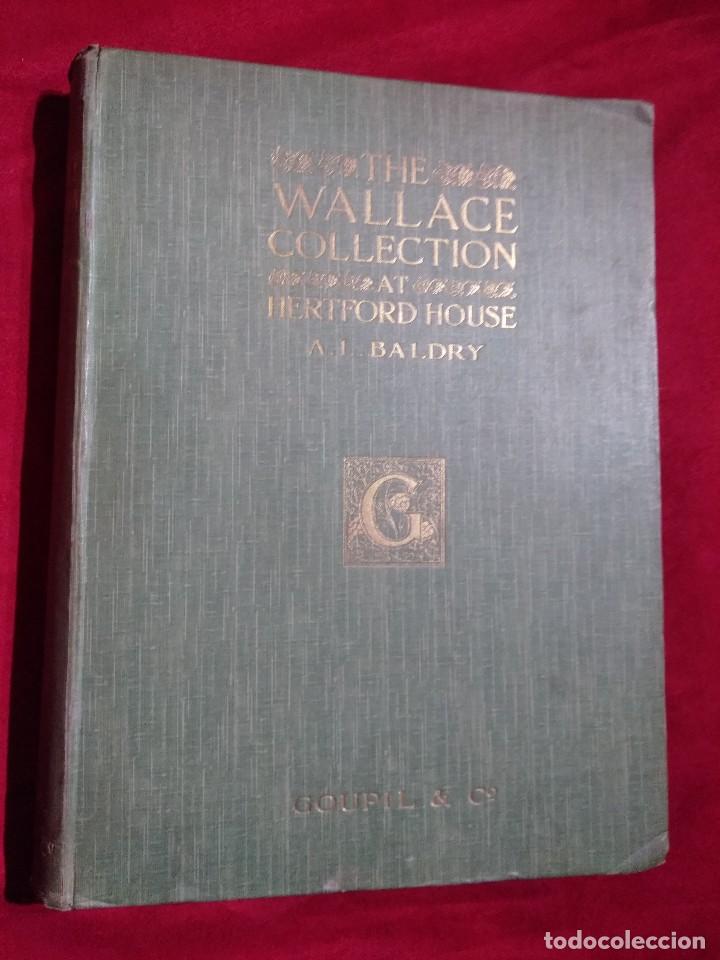 THE
WALLACE
COLLECTION
AT
HERTFORD HOUSE
A. L. BALDRY
G
GOUPIL & Cº
todocoleccion